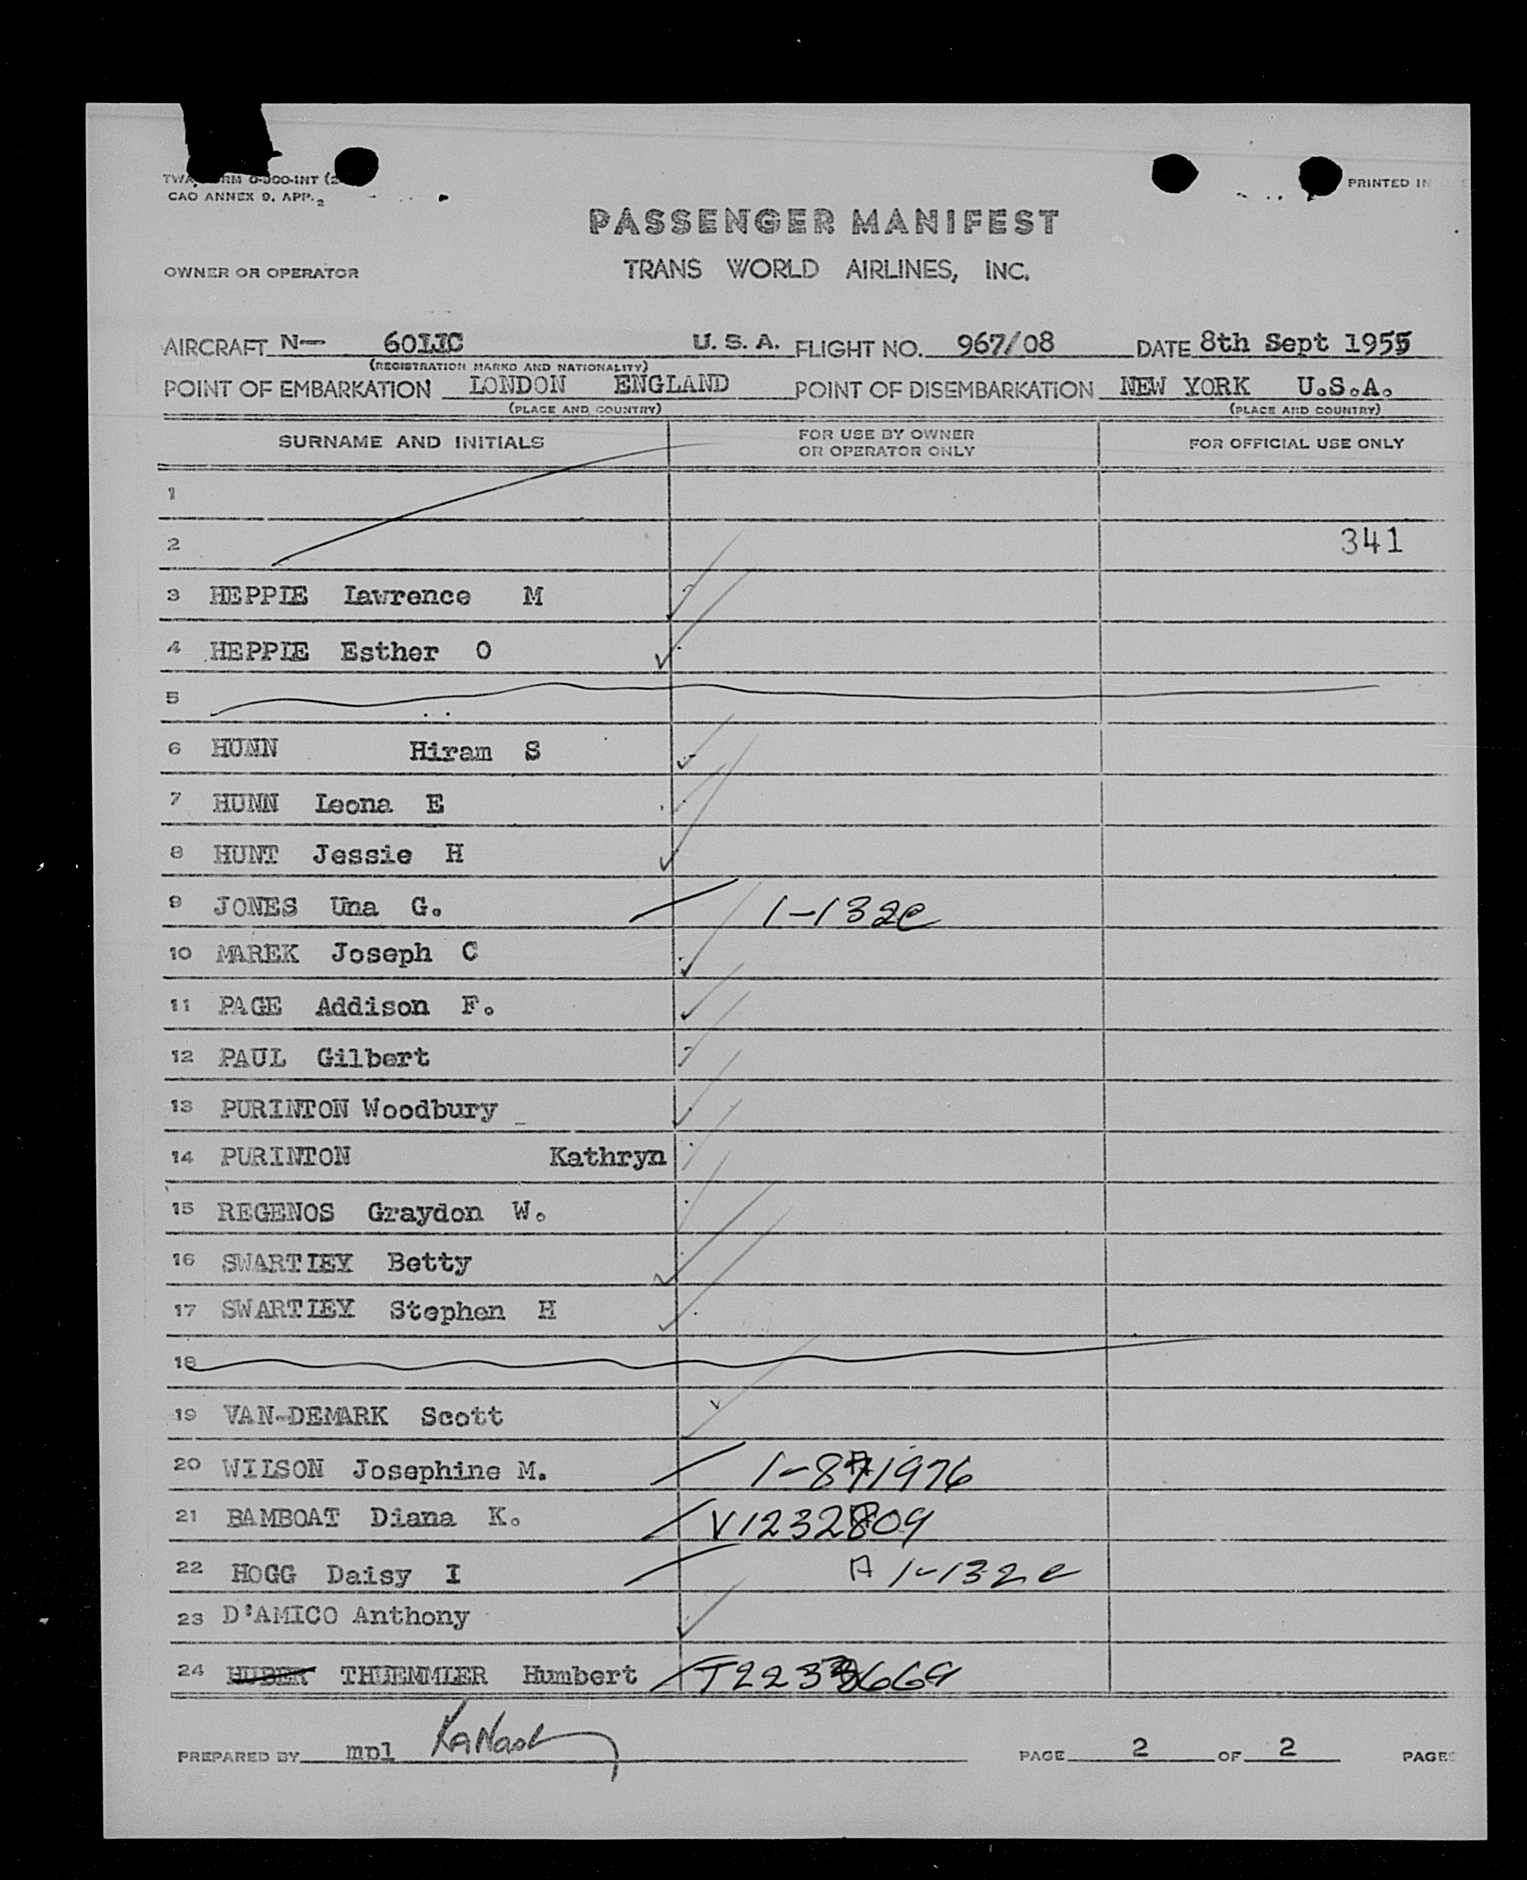 CAO ANNEX 9, APP. 2
PRINTED IN
PASSENGER MANIFEST
OWNER OR OPERATOR
TRANS WORLD AIRLINES, INC.
AIRCRAFT N— 6011C U. S. A. FLIGHT NO. 967/08 DATE 8th Sept 1955
(REGISTRATION MARKS AND NATIONALITY)
POINT OF EMBARKATION LONDON ENGLAND POINT OF DISEMBARKATION NEW YORK U.S.A.
(PLACE AND COUNTRY) (PLACE AND COUNTRY)
SURNAME AND INITIALS FOR USE BY OWNER OR OPERATOR ONLY FOR OFFICIAL USE ONLY
1
2 341
3 HEPPIE Lawrence M
4 HEPPIE Esther O
5
6 HUNN Hiram S
7 HUNN Leona E
8 HUNT Jessie H
9 JONES Una G. 1-132e
10 MAREK Joseph C
11 PAGE Addison F.
12 PAUL Gilbert
13 PURINTON Woodbury
14 PURINTON Kathryn
15 REGENOS Graydon W.
16 SWARTLEY Betty
17 SWARTLEY Stephen H
18
19 VAN-DEMARK Scott
20 WILSON Josephine M.
21 BAMBOAT Diana K. V1232809
22 HOGG Daisy I A 1-132e
23 D'AMICO Anthony
24 HUBER THUEMMLER Humbert
PREPARED BY mpl PAGE 2 OF 2 PAGES